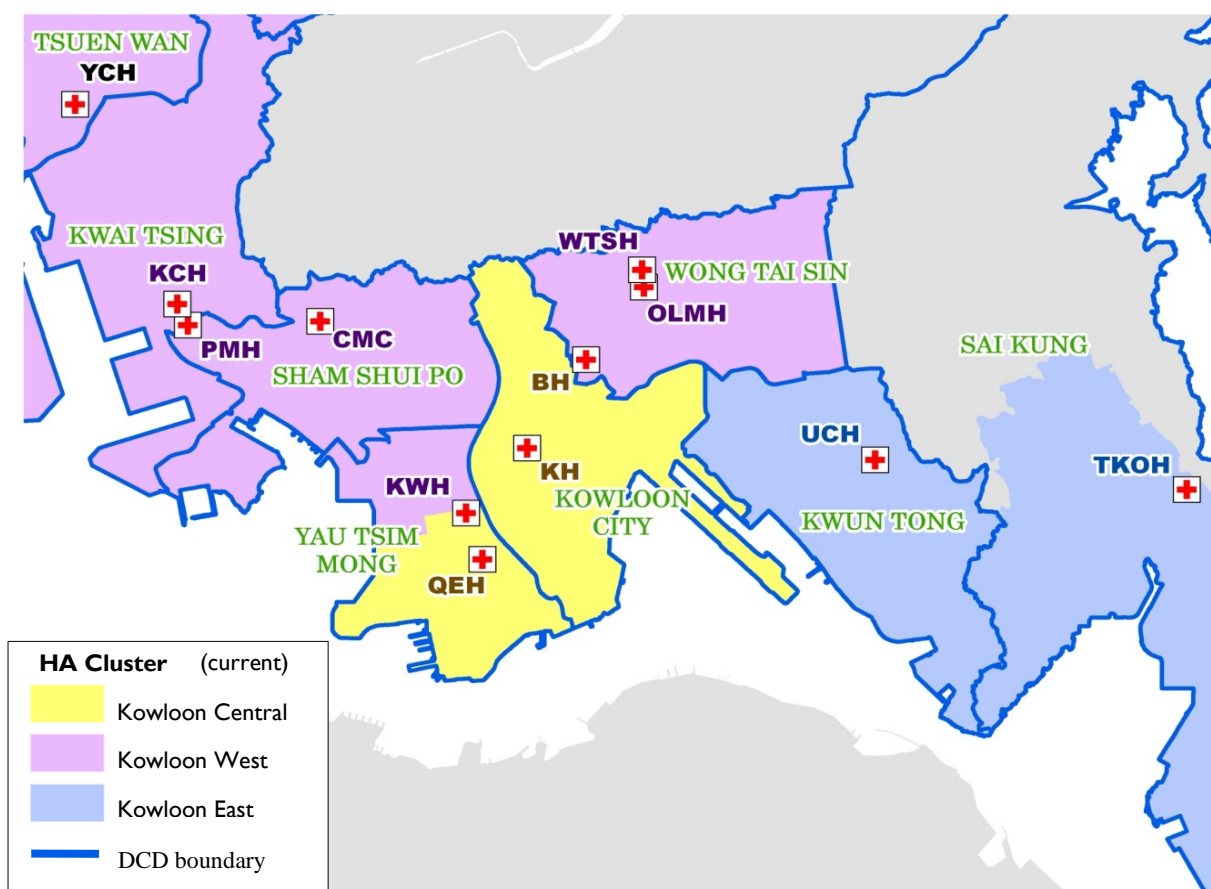 TSUEN WAN
YCH
KWAI TSING
KCH
PMH
CMC
SHAM SHUI PO
WTSH
WONG TAI SIN
OLMH
BH
SAI KUNG
UCH
TKOH
KH
KWH
KOWLOON
CITY
KWUN TONG
YAU TSIM
MONG
QEH
HA Cluster (current)
Kowloon Central
Kowloon West
Kowloon East
DCD boundary